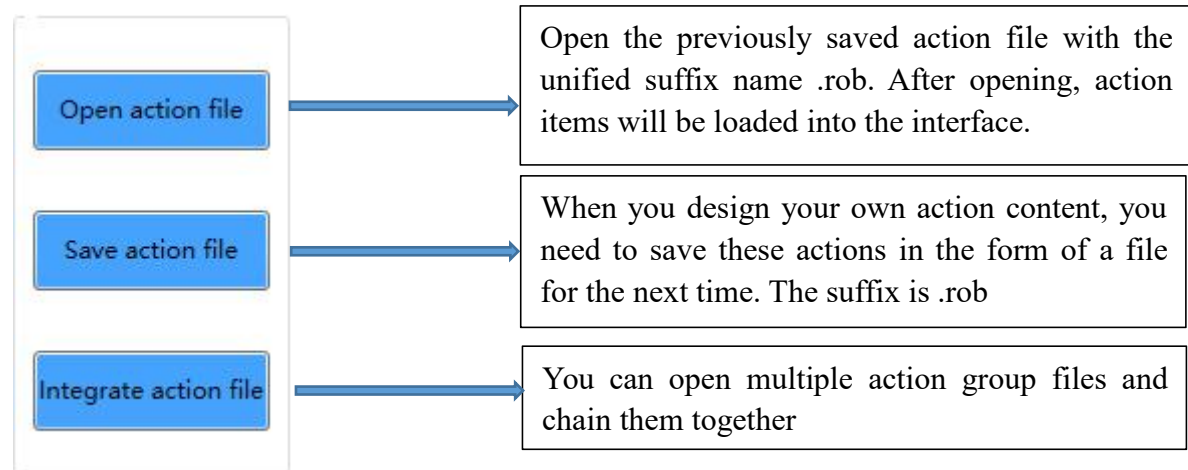 Open action file
Open the previously saved action file with the
unified suffix name .rob. After opening, action
items will be loaded into the interface.
Save action file
When you design your own action content, you
need to save these actions in the form of a file
for the next time. The suffix is .rob
Integrate action file
You can open multiple action group files and
chain them together